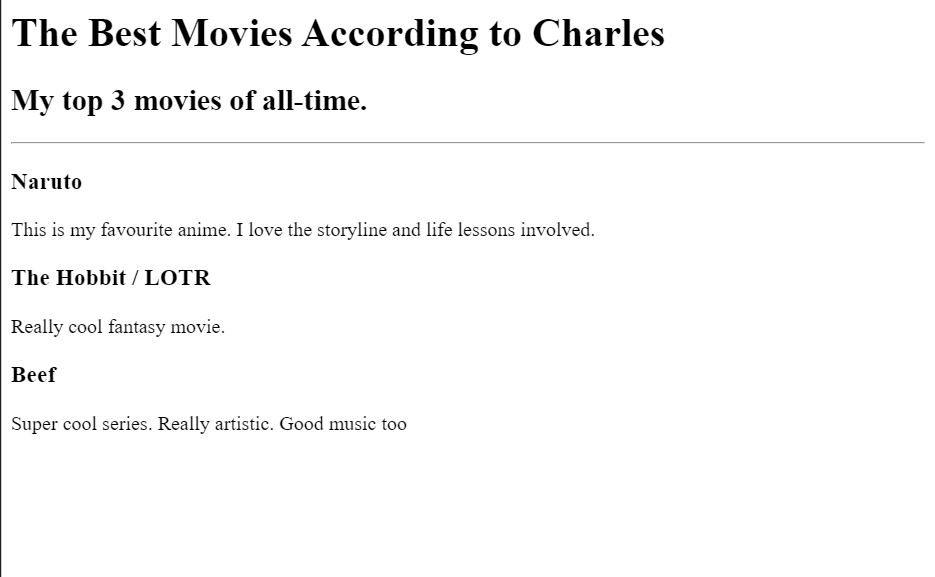 The Best Movies According to Charles
My top 3 movies of all-time.
Naruto
This is my favourite anime. I love the storyline and life lessons involved.
The Hobbit / LOTR
Really cool fantasy movie.
Beef
Super cool series. Really artistic. Good music too